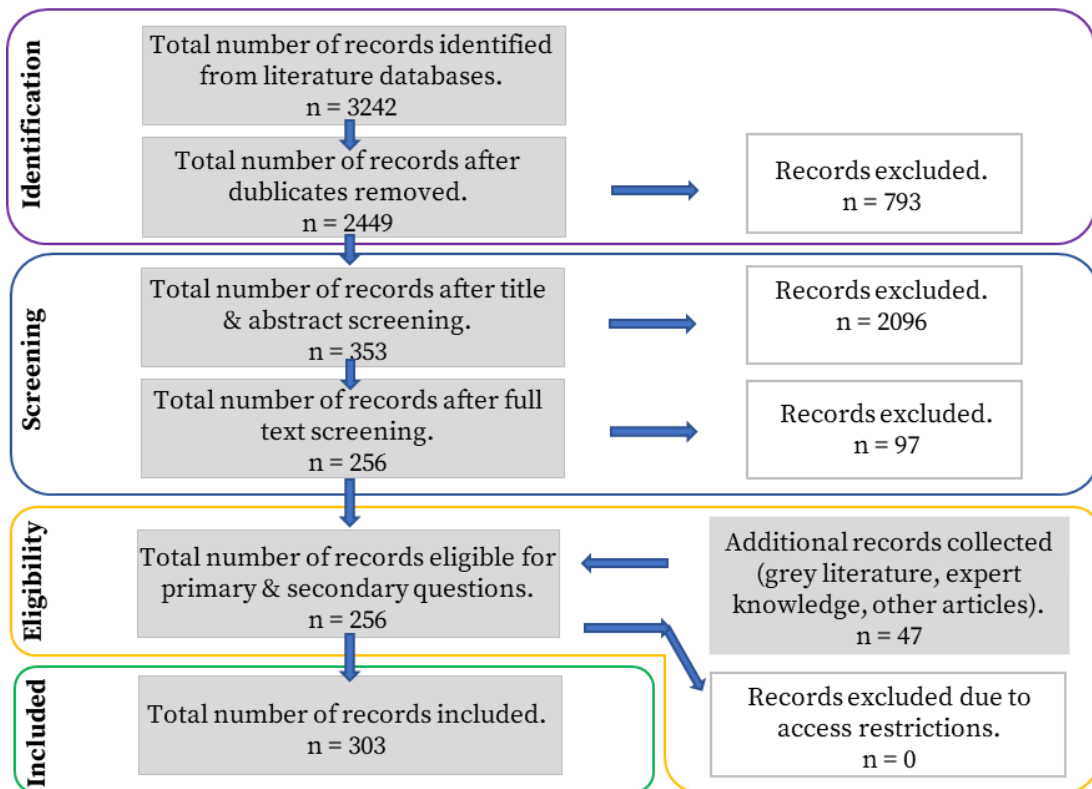 Identification
Total number of records identified
from literature databases.
n = 3242
Total number of records after
dublicates removed.
n = 2449
Records excluded.
n = 793
Screening
Total number of records after title
& abstract screening.
n = 353
Records excluded.
n = 2096
Total number of records after full
text screening.
n = 256
Records excluded.
n = 97
Eligibility
Total number of records eligible for
primary & secondary questions.
n = 256
Additional records collected
(grey literature, expert
knowledge, other articles).
n = 47
Records excluded due to
access restrictions.
n = 0
Included
Total number of records included.
n = 303